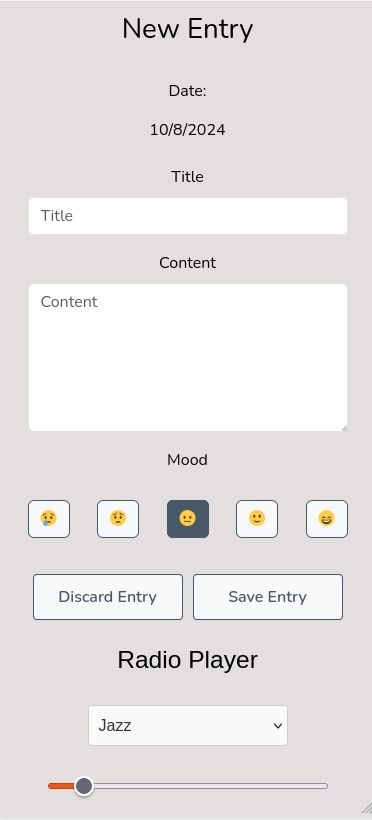 New Entry
Date:
10/8/2024
Title
Title
Content
Content
Mood
Discard Entry Save Entry
Radio Player
Jazz